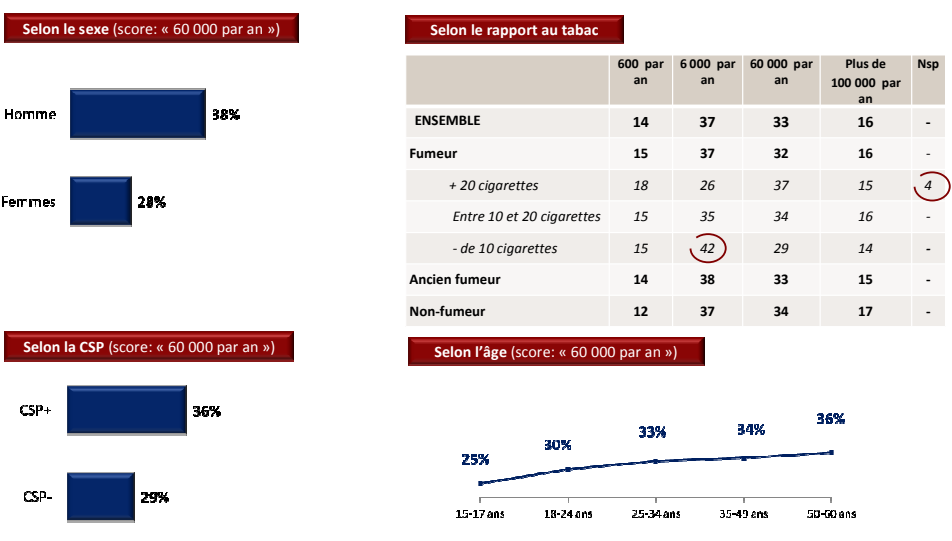 Selon le sexe (score: « 60 000 par an »)
Homme
38%
Femmes
28%
Selon le rapport au tabac
600 par an
6 000 par an
60 000 par an
Plus de 100 000 par an
Nsp
ENSEMBLE 14 37 33 16 -
Fumeur 15 37 32 16 -
+ 20 cigarettes 18 26 37 15 4
Entre 10 et 20 cigarettes 15 35 34 16 -
- de 10 cigarettes 15 42 29 14 -
Ancien fumeur 14 38 33 15 -
Non-fumeur 12 37 34 17 -
Selon la CSP (score: « 60 000 par an »)
CSP+
36%
CSP-
29%
Selon l’âge (score: « 60 000 par an »)
25% 30% 33% 34% 36%
15-17 ans 18-24 ans 25-34 ans 35-49 ans 50-60 ans